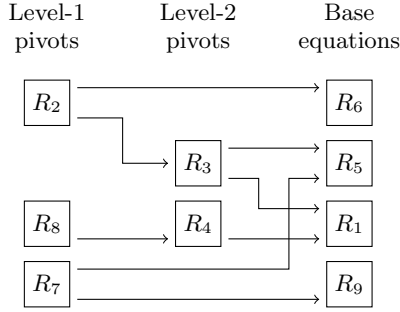 Level-1 pivots
Level-2 pivots
Base equations
R₂
R₆
R₃
R₅
R₈
R₄
R₁
R₇
R₉